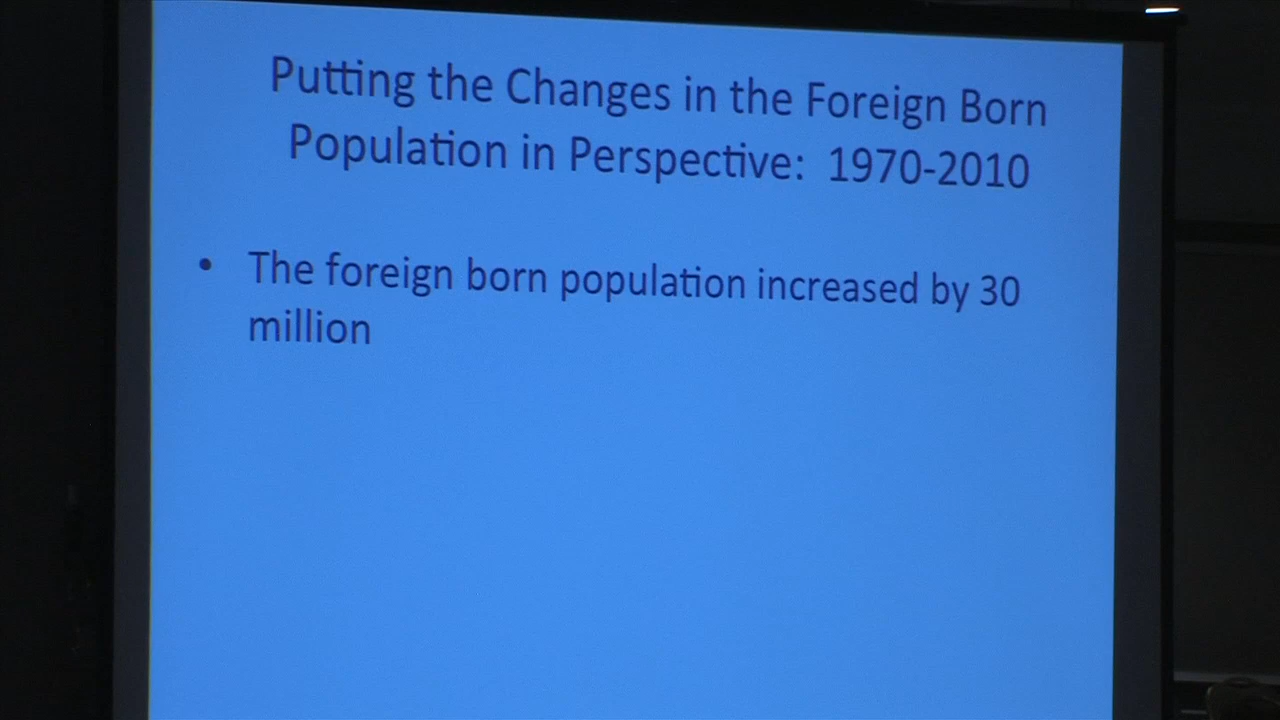 Putting the Changes in the Foreign Born
Population in Perspective: 1970-2010
• The foreign born population increased by 30
million